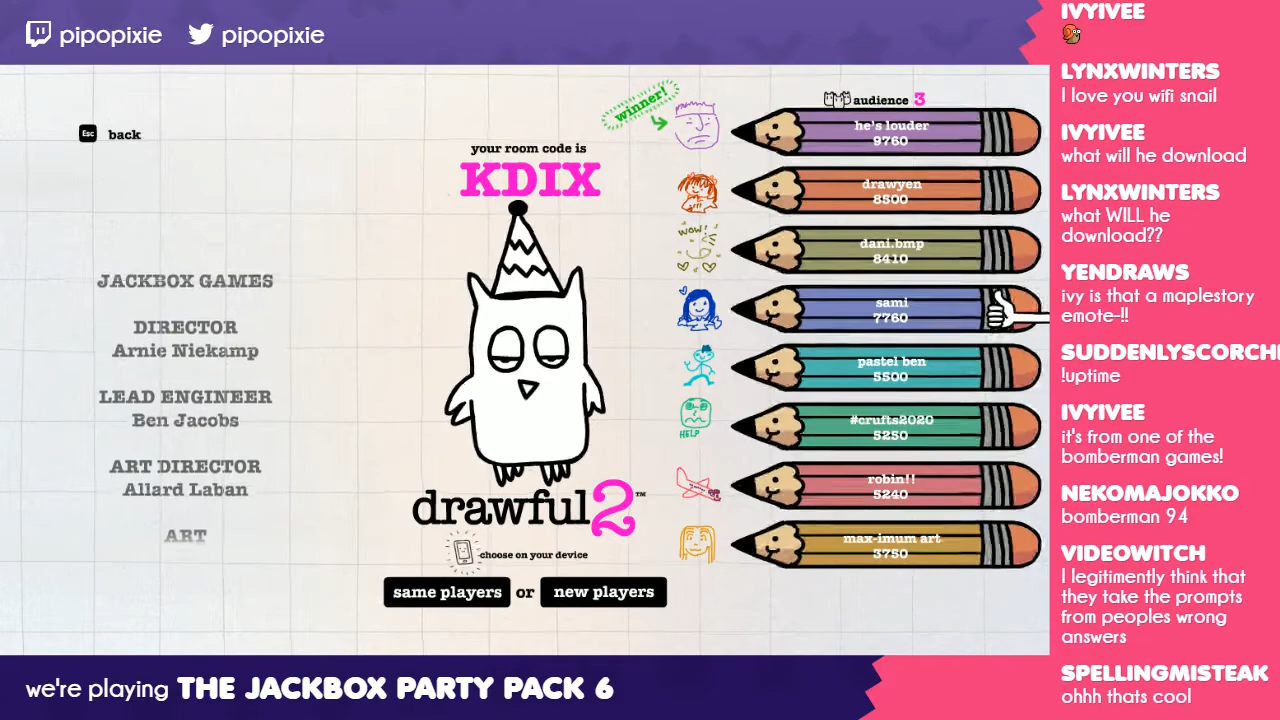 pipopixie
pipopixie
Esc back
JACKBOX GAMES
DIRECTOR
Arnie Niekamp
LEAD ENGINEER
Ben Jacobs
ART DIRECTOR
Allard Laban
ART
your room code is
KDIX
drawful 2™
choose on your device
same players or new players
winner!
audience 3
he's louder
9760
drawyen
8500
WOW!
dani.bmp
8410
sami
7760
pastel ben
5500
#crufts2020
5250
HELP
robin!!
5240
max-imum art
3750
IVYIVEE
LYNXWINTERS
I love you wifi snail
IVYIVEE
what will he download
LYNXWINTERS
what WILL he
download??
YENDRAWS
ivy is that a maplestory
emote-!!
SUDDENLYSCORCH
!uptime
IVYIVEE
it's from one of the
bomberman games!
NEKOMAJOKKO
bomberman 94
VIDEOWITCH
I legitimently think that
they take the prompts
from peoples wrong
answers
SPELLINGMISTEAK
ohhh thats cool
we're playing THE JACKBOX PARTY PACK 6